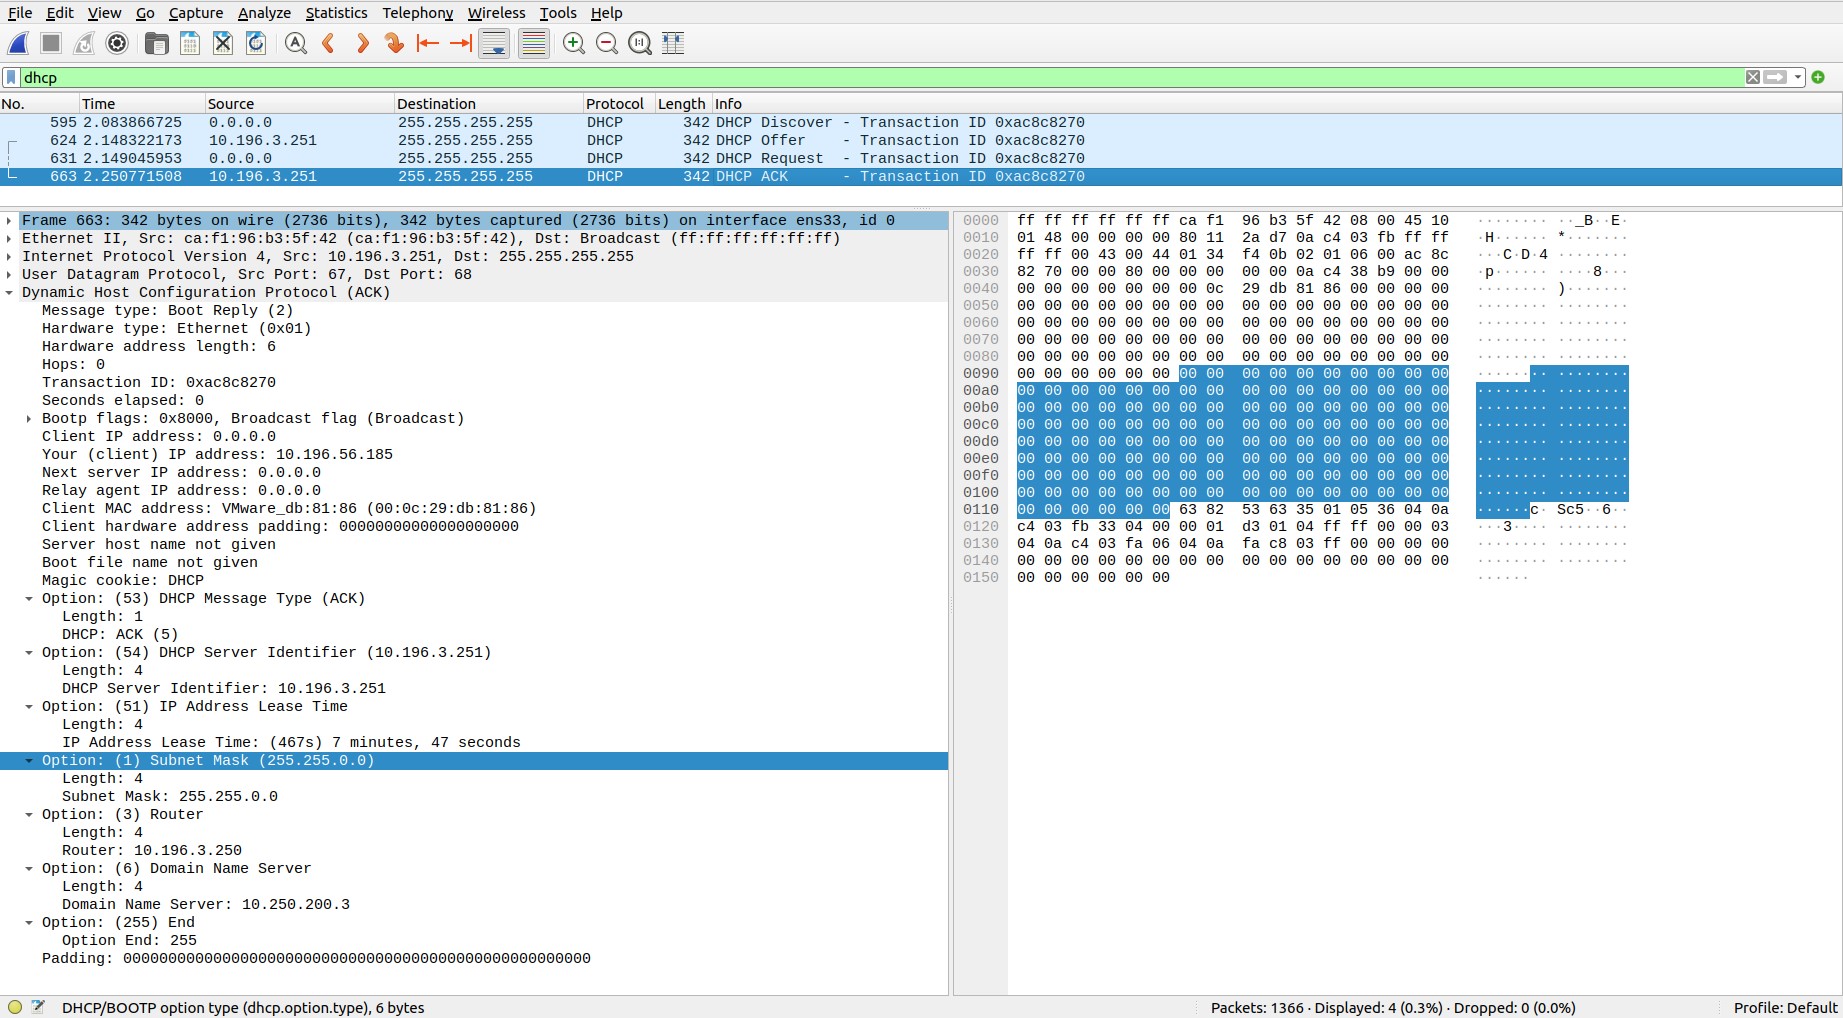 File Edit View Go Capture Analyze Statistics Telephony Wireless Tools Help
dhcp
No. Time Source Destination Protocol Length Info
595 2.083866725 0.0.0.0 255.255.255.255 DHCP 342 DHCP Discover - Transaction ID 0xac8c8270
624 2.148322173 10.196.3.251 255.255.255.255 DHCP 342 DHCP Offer - Transaction ID 0xac8c8270
631 2.149045953 0.0.0.0 255.255.255.255 DHCP 342 DHCP Request - Transaction ID 0xac8c8270
663 2.250771508 10.196.3.251 255.255.255.255 DHCP 342 DHCP ACK - Transaction ID 0xac8c8270
Frame 663: 342 bytes on wire (2736 bits), 342 bytes captured (2736 bits) on interface ens33, id 0
Ethernet II, Src: ca:f1:96:b3:5f:42 (ca:f1:96:b3:5f:42), Dst: Broadcast (ff:ff:ff:ff:ff:ff)
Internet Protocol Version 4, Src: 10.196.3.251, Dst: 255.255.255.255
User Datagram Protocol, Src Port: 67, Dst Port: 68
Dynamic Host Configuration Protocol (ACK)
Message type: Boot Reply (2)
Hardware type: Ethernet (0x01)
Hardware address length: 6
Hops: 0
Transaction ID: 0xac8c8270
Seconds elapsed: 0
Bootp flags: 0x8000, Broadcast flag (Broadcast)
Client IP address: 0.0.0.0
Your (client) IP address: 10.196.56.185
Next server IP address: 0.0.0.0
Relay agent IP address: 0.0.0.0
Client MAC address: VMware_db:81:86 (00:0c:29:db:81:86)
Client hardware address padding: 00000000000000000000
Server host name not given
Boot file name not given
Magic cookie: DHCP
Option: (53) DHCP Message Type (ACK)
Length: 1
DHCP: ACK (5)
Option: (54) DHCP Server Identifier (10.196.3.251)
Length: 4
DHCP Server Identifier: 10.196.3.251
Option: (51) IP Address Lease Time
Length: 4
IP Address Lease Time: (467s) 7 minutes, 47 seconds
Option: (1) Subnet Mask (255.255.0.0)
Length: 4
Subnet Mask: 255.255.0.0
Option: (3) Router
Length: 4
Router: 10.196.3.250
Option: (6) Domain Name Server
Length: 4
Domain Name Server: 10.250.200.3
Option: (255) End
Option End: 255
Padding: 0000000000000000000000000000000000000000000000000000
0000 ff ff ff ff ff ff ca f1 96 b3 5f 42 08 00 45 10 ········ ··_B··E·
0010 01 48 00 00 00 00 80 11 2a d7 0a c4 03 fb ff ff ·H······ *·······
0020 ff ff 00 43 00 44 01 34 f4 0b 02 01 06 00 ac 8c ···C·D·4 ········
0030 82 70 00 00 80 00 00 00 00 00 0a c4 38 b9 00 00 ·p······ ····8···
0040 00 00 00 00 00 00 00 0c 29 db 81 86 00 00 00 00 ········ )·······
0050 00 00 00 00 00 00 00 00 00 00 00 00 00 00 00 00 ········ ········
0060 00 00 00 00 00 00 00 00 00 00 00 00 00 00 00 00 ········ ········
0070 00 00 00 00 00 00 00 00 00 00 00 00 00 00 00 00 ········ ········
0080 00 00 00 00 00 00 00 00 00 00 00 00 00 00 00 00 ········ ········
0090 00 00 00 00 00 00 00 00 00 00 00 00 00 00 00 00 ········ ········
00a0 00 00 00 00 00 00 00 00 00 00 00 00 00 00 00 00 ········ ········
00b0 00 00 00 00 00 00 00 00 00 00 00 00 00 00 00 00 ········ ········
00c0 00 00 00 00 00 00 00 00 00 00 00 00 00 00 00 00 ········ ········
00d0 00 00 00 00 00 00 00 00 00 00 00 00 00 00 00 00 ········ ········
00e0 00 00 00 00 00 00 00 00 00 00 00 00 00 00 00 00 ········ ········
00f0 00 00 00 00 00 00 00 00 00 00 00 00 00 00 00 00 ········ ········
0100 00 00 00 00 00 00 00 00 00 00 00 00 00 00 00 00 ········ ········
0110 00 00 00 00 00 00 63 82 53 63 35 01 05 36 04 0a ······c· Sc5··6··
0120 c4 03 fb 33 04 00 00 01 d3 01 04 ff ff 00 00 03 ···3···· ········
0130 04 0a c4 03 fa 06 04 0a fa c8 03 ff 00 00 00 00 ········ ········
0140 00 00 00 00 00 00 00 00 00 00 00 00 00 00 00 00 ········ ········
0150 00 00 00 00 00 00 ······
DHCP/BOOTP option type (dhcp.option.type), 6 bytes
Packets: 1366 · Displayed: 4 (0.3%) · Dropped: 0 (0.0%)
Profile: Default